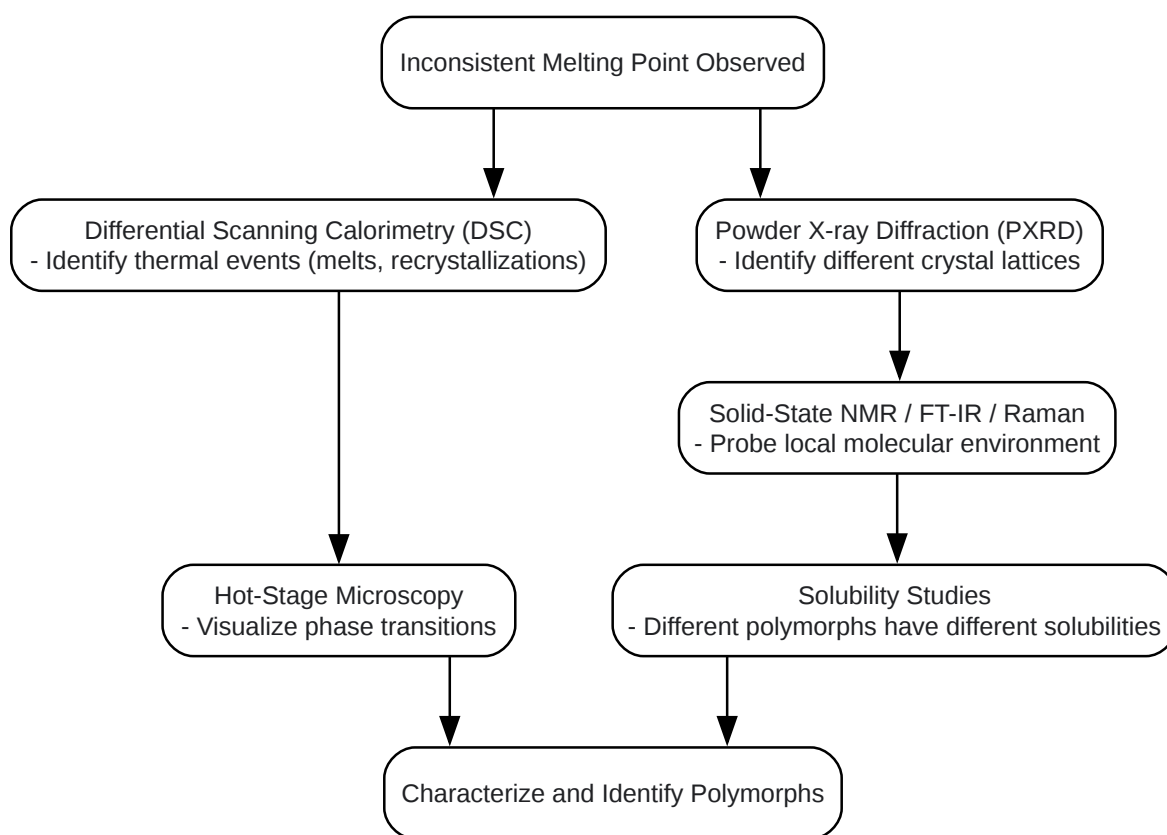 Inconsistent Melting Point Observed
Differential Scanning Calorimetry (DSC)
- Identify thermal events (melts, recrystallizations)
Powder X-ray Diffraction (PXRD)
- Identify different crystal lattices
Solid-State NMR / FT-IR / Raman
- Probe local molecular environment
Hot-Stage Microscopy
- Visualize phase transitions
Solubility Studies
- Different polymorphs have different solubilities
Characterize and Identify Polymorphs